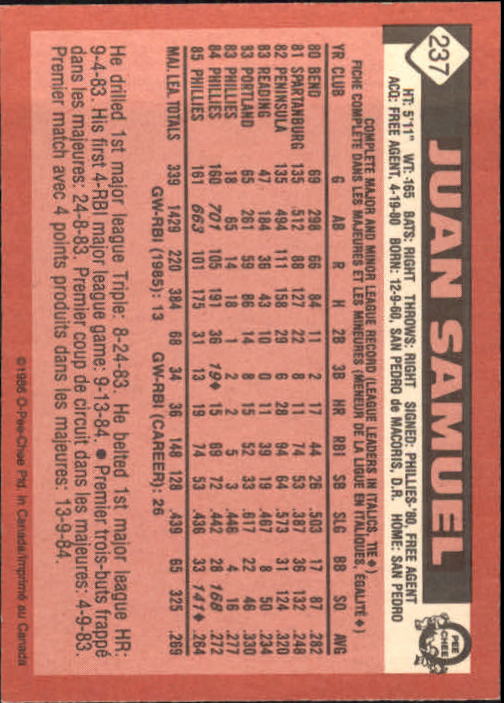 237
JUAN SAMUEL
O PEE CHEE
HT: 5'11" WT: 165 BATS: RIGHT THROWS: RIGHT SIGNED: PHILLIES-'80, FREE AGENT
ACQ: FREE AGENT, 4-19-80 BORN: 12-9-60, SAN PEDRO de MACORIS, D.R. HOME: SAN PEDRO
COMPLETE MAJOR AND MINOR LEAGUE RECORD (LEAGUE LEADERS IN ITALICS, TIE ♦)
FICHE COMPLÈTE DANS LES MAJEURES ET LES MINEURES (MENEUR DE LA LIGUE EN ITALIQUES, ÉGALITÉ ♦)
YR CLUB G AB R H 2B 3B HR RBI SB SLG BB SO AVG
80 BEND 69 298 66 84 11 2 17 44 26 .503 17 87 .282
81 SPARTANBURG 135 512 88 127 22 8 11 74 53 .387 36 132 .248
82 PENINSULA 135 494 111 158 29 6 28 94 64 .573 31 124 .320
83 READING 47 184 36 43 10 0 11 39 19 .467 8 50 .234
83 PORTLAND 65 261 59 86 14 8 15 52 33 .617 22 46 .330
83 PHILLIES 18 65 14 18 1 2 2 5 3 .446 4 16 .277
84 PHILLIES 160 701 105 191 36 19♦ 15 69 72 .442 28 168 .272
85 PHILLIES 161 663 101 175 31 13 19 74 53 .436 33 141♦ .264
MAJ. LEA. TOTALS 339 1429 220 384 68 34 36 148 128 .439 65 325 .269
GW-RBI (1985): 13 GW-RBI (CAREER): 26
He drilled 1st major league Triple: 8-24-83. He belted 1st major league HR:
9-4-83. His first 4-RBI major league game: 9-13-84. ● Premier trois-buts frappé
dans les majeures: 24-8-83. Premier coup de circuit dans les majeures: 4-9-83.
Premier match avec 4 points produits dans les majeures: 13-9-84.
©1986 O-Pee-Chee Ptd. in Canada/Imprimé au Canada